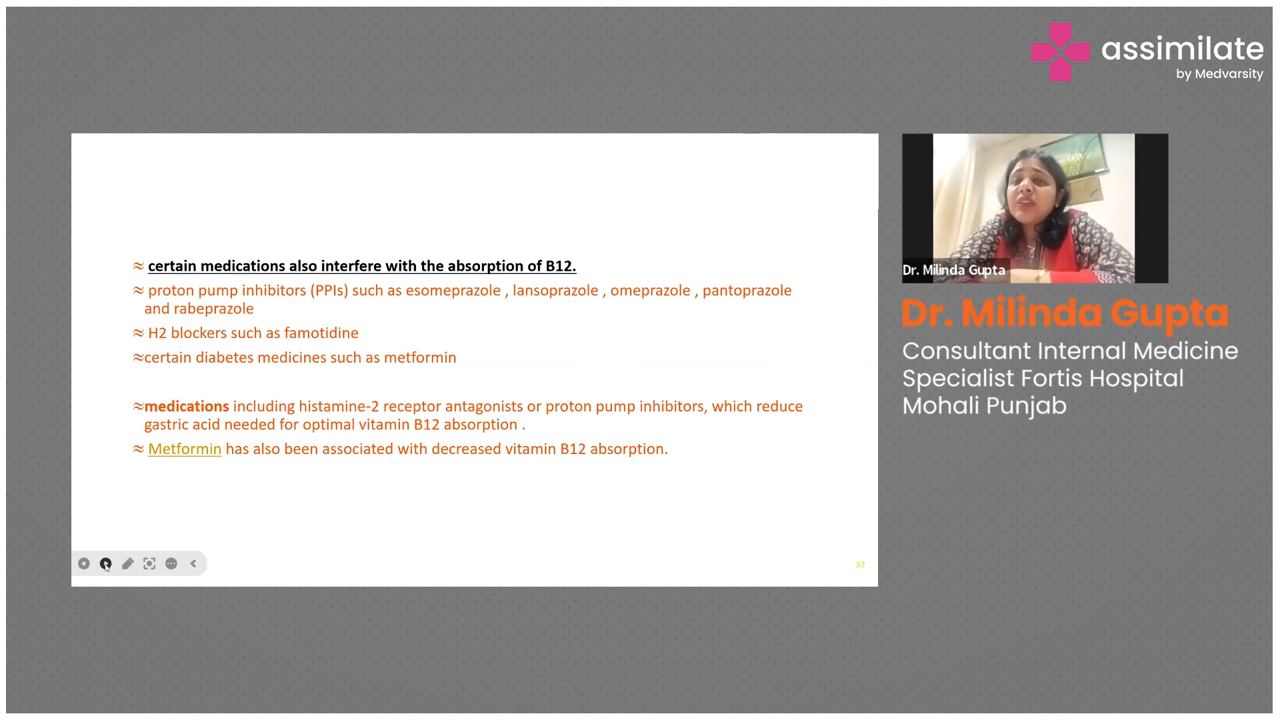 assimilate
by Medvarsity
≈ certain medications also interfere with the absorption of B12.
≈ proton pump inhibitors (PPIs) such as esomeprazole , lansoprazole , omeprazole , pantoprazole
and rabeprazole
≈ H2 blockers such as famotidine
≈certain diabetes medicines such as metformin
≈medications including histamine-2 receptor antagonists or proton pump inhibitors, which reduce
gastric acid needed for optimal vitamin B12 absorption .
≈ Metformin has also been associated with decreased vitamin B12 absorption.
37
Dr. Milinda Gupta
Dr. Milinda Gupta
Consultant Internal Medicine
Specialist Fortis Hospital
Mohali Punjab